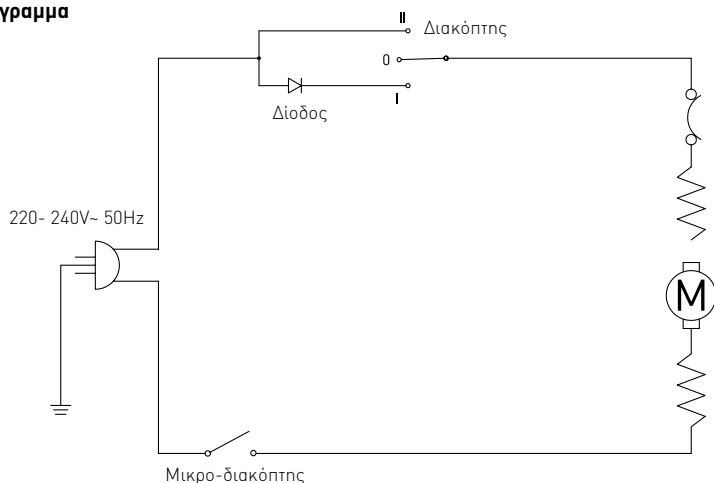 γραμμα
II
Διακόπτης
0
I
Δίοδος
220- 240V~ 50Hz
M
Μικρο-διακόπτης